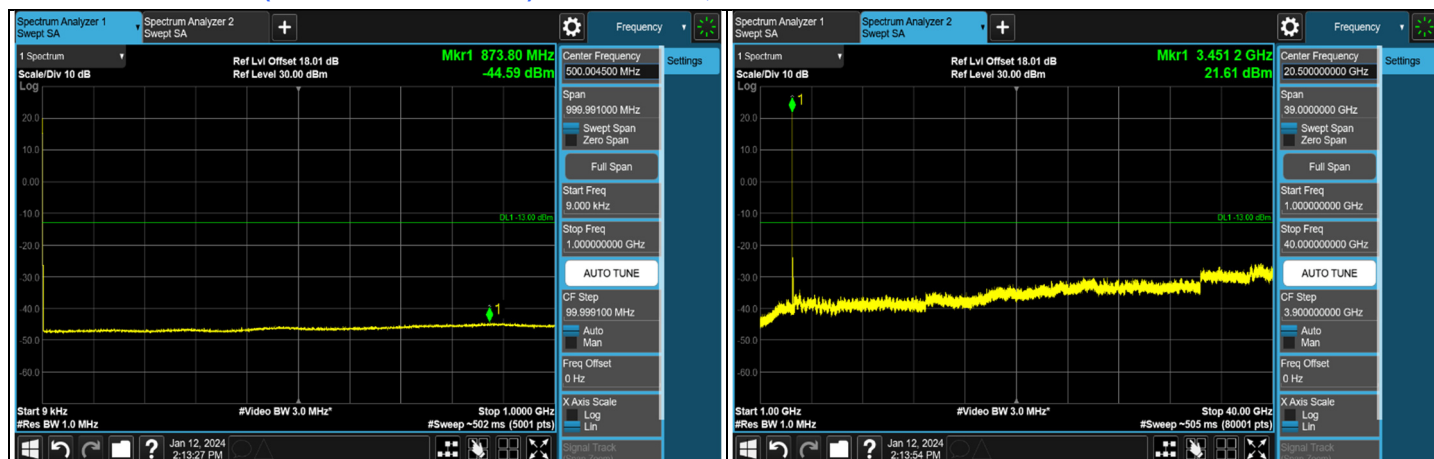 Spectrum Analyzer 1
Swept SA
Spectrum Analyzer 2
Swept SA
Frequency
1 Spectrum
Scale/Div 10 dB
Log
Ref Lvl Offset 18.01 dB
Ref Level 30.00 dBm
Mkr1 873.80 MHz
-44.59 dBm
20.0
10.0
0.00
-10.0
-20.0
-30.0
-40.0
-50.0
-60.0
DL1 -13.00 dBm
1
Start 9 kHz
#Res BW 1.0 MHz
#Video BW 3.0 MHz*
Stop 1.0000 GHz
#Sweep ~502 ms (5001 pts)
Center Frequency
500.004500 MHz
Settings
Span
999.991000 MHz
Swept Span
Zero Span
Full Span
Start Freq
9.000 kHz
Stop Freq
1.000000000 GHz
AUTO TUNE
CF Step
99.999100 MHz
Auto
Man
Freq Offset
0 Hz
X Axis Scale
Log
Lin
Signal Track
?
Jan 12, 2024
2:13:27 PM
Spectrum Analyzer 1
Swept SA
Spectrum Analyzer 2
Swept SA
Frequency
1 Spectrum
Scale/Div 10 dB
Log
Ref Lvl Offset 18.01 dB
Ref Level 30.00 dBm
Mkr1 3.451 2 GHz
21.61 dBm
1
20.0
10.0
0.00
-10.0
-20.0
-30.0
-40.0
-50.0
-60.0
DL1 -13.00 dBm
Start 1.00 GHz
#Res BW 1.0 MHz
#Video BW 3.0 MHz*
Stop 40.00 GHz
#Sweep ~505 ms (80001 pts)
Center Frequency
20.500000000 GHz
Settings
Span
39.0000000 GHz
Swept Span
Zero Span
Full Span
Start Freq
1.000000000 GHz
Stop Freq
40.000000000 GHz
AUTO TUNE
CF Step
3.900000000 GHz
Auto
Man
Freq Offset
0 Hz
X Axis Scale
Log
Lin
Signal Track
?
Jan 12, 2024
2:13:54 PM